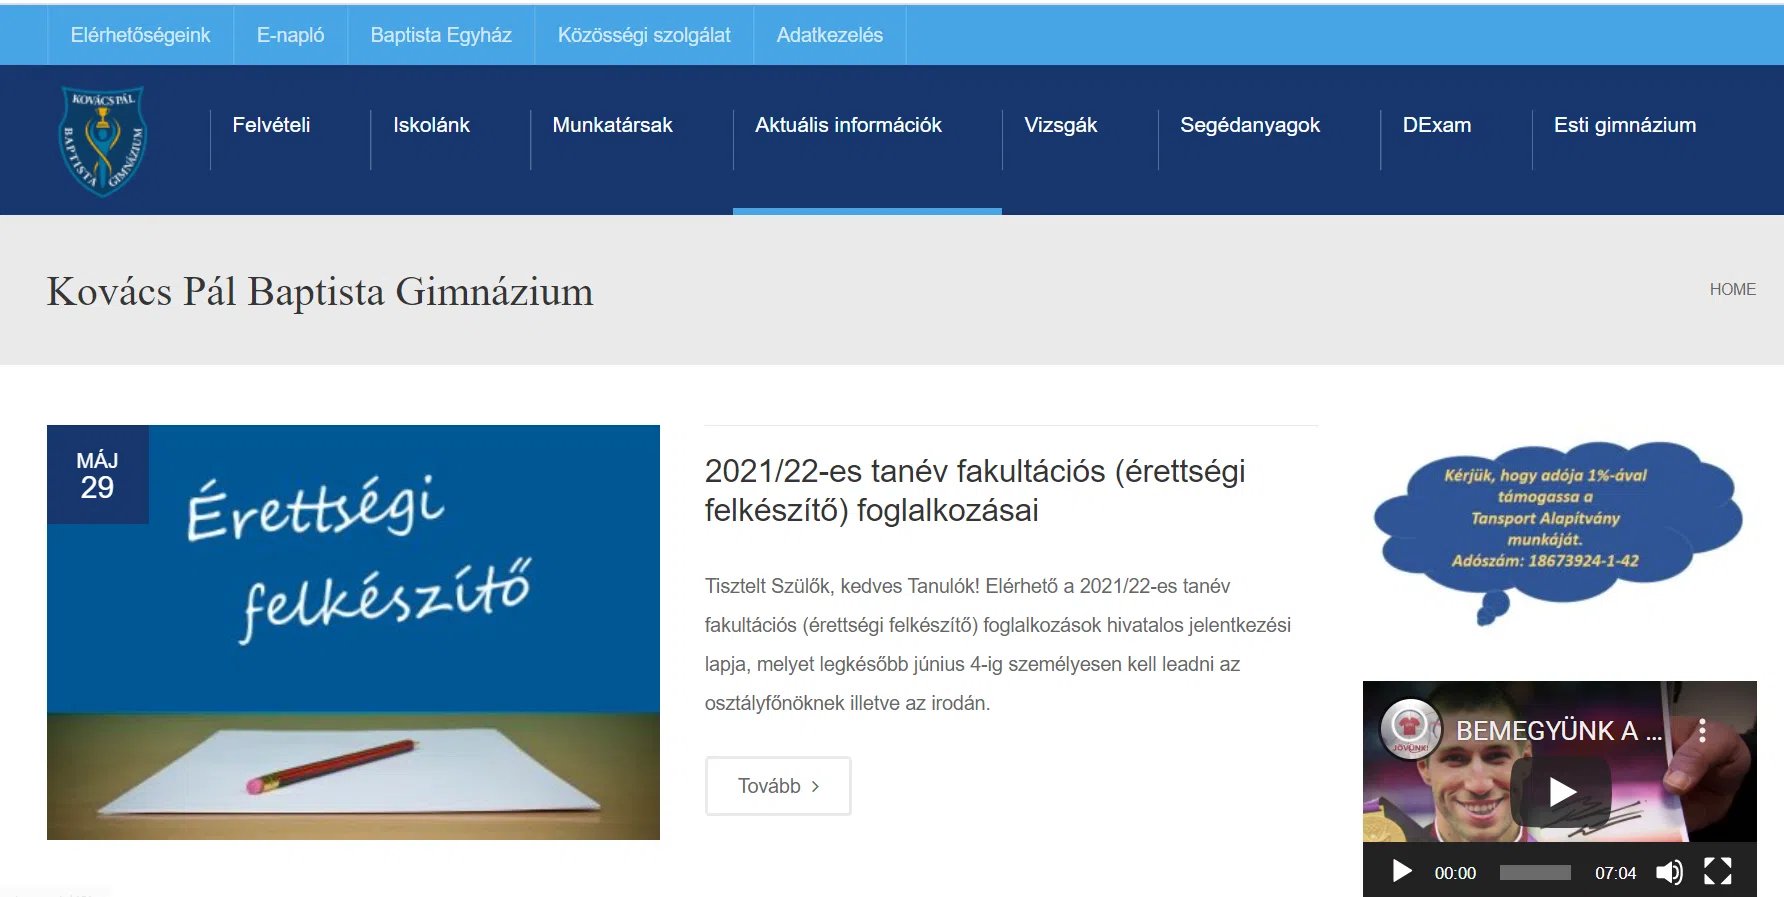 Elérhetőségeink
E-napló
Baptista Egyház
Közösségi szolgálat
Adatkezelés
KOVÁCS PÁL
BAPTISTA
GIMNÁZIUM
Felvételi
Iskolánk
Munkatársak
Aktuális információk
Vizsgák
Segédanyagok
DExam
Esti gimnázium
Kovács Pál Baptista Gimnázium
HOME
MÁJ
29
Érettségi
felkészítő
2021/22-es tanév fakultációs (érettségi
felkészítő) foglalkozásai
Tisztelt Szülők, kedves Tanulók! Elérhető a 2021/22-es tanév
fakultációs (érettségi felkészítő) foglalkozások hivatalos jelentkezési
lapja, melyet legkésőbb június 4-ig személyesen kell leadni az
osztályfőnöknek illetve az irodán.
Tovább
Kérjük, hogy adója 1%-ával
támogassa a
Tansport Alapítvány
munkáját.
Adószám: 18673924-1-42
JÖVÜNK!
BEMEGYÜNK A ...
00:00
07:04